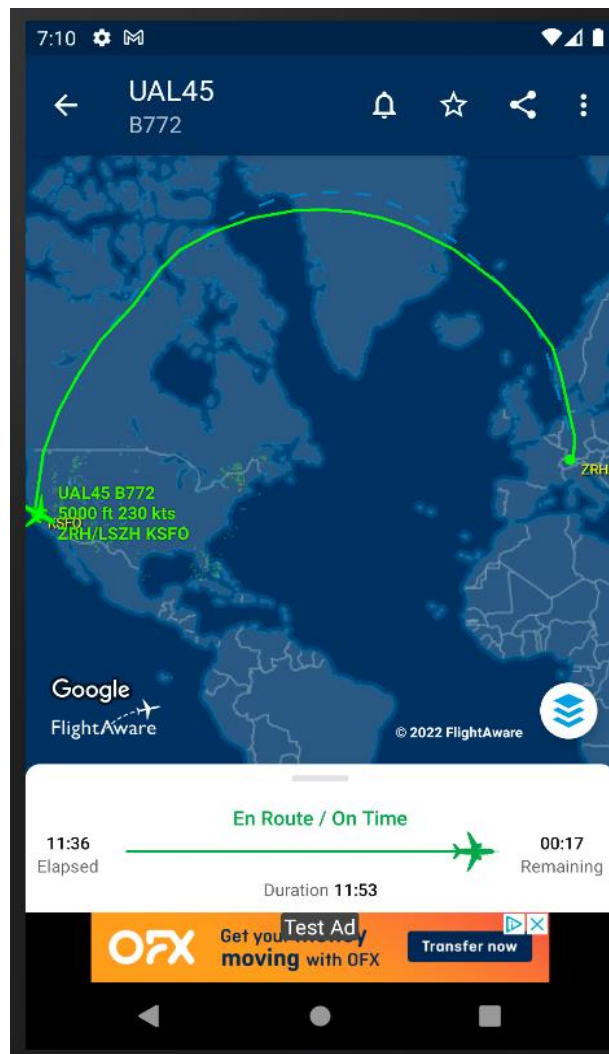 7:10
UAL45
B772
UAL45 B772
5000 ft 230 kts
KSFO
ZRH/LSZH KSFO
ZRH
Google
FlightAware
© 2022 FlightAware
En Route / On Time
11:36
Elapsed
00:17
Remaining
Duration 11:53
Test Ad
OFX
Get your money
moving with OFX
Transfer now